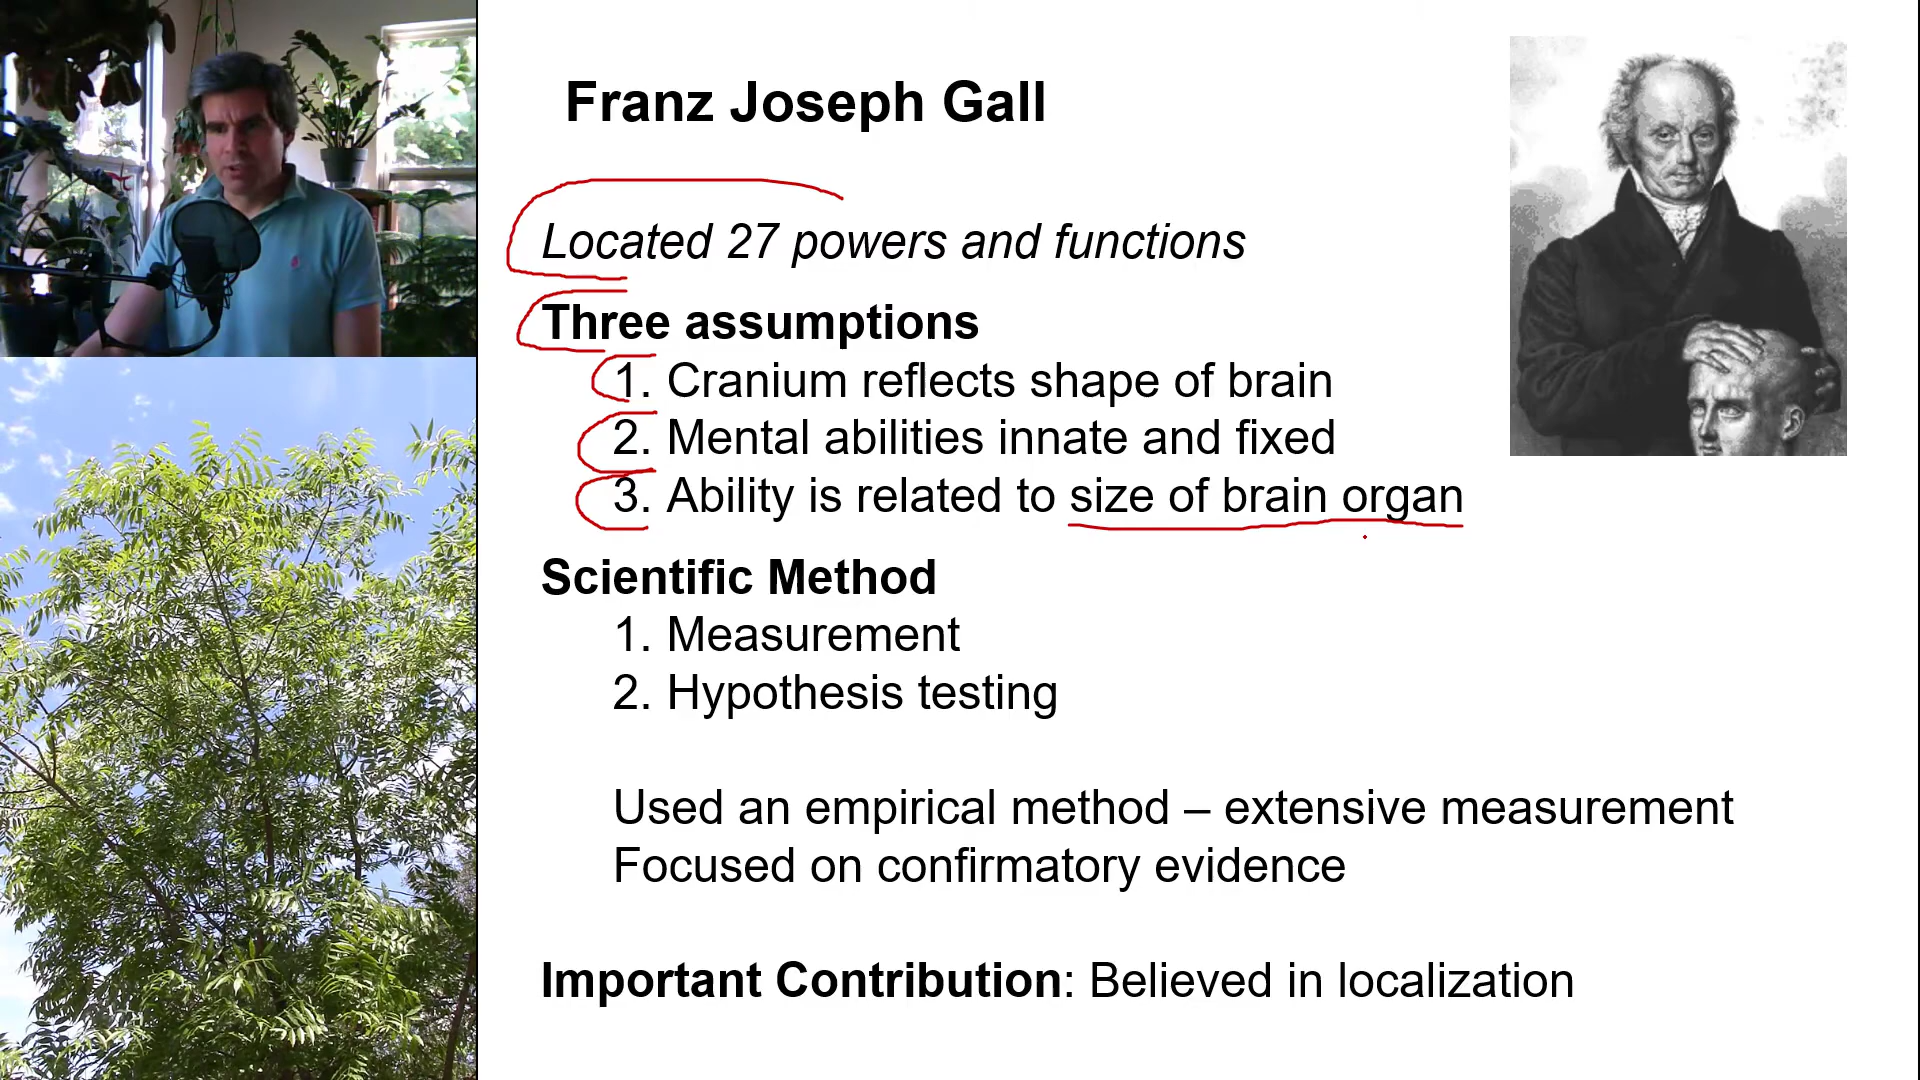 Franz Joseph Gall
Located 27 powers and functions
Three assumptions
1. Cranium reflects shape of brain
2. Mental abilities innate and fixed
3. Ability is related to size of brain organ
Scientific Method
1. Measurement
2. Hypothesis testing
Used an empirical method – extensive measurement
Focused on confirmatory evidence
Important Contribution: Believed in localization